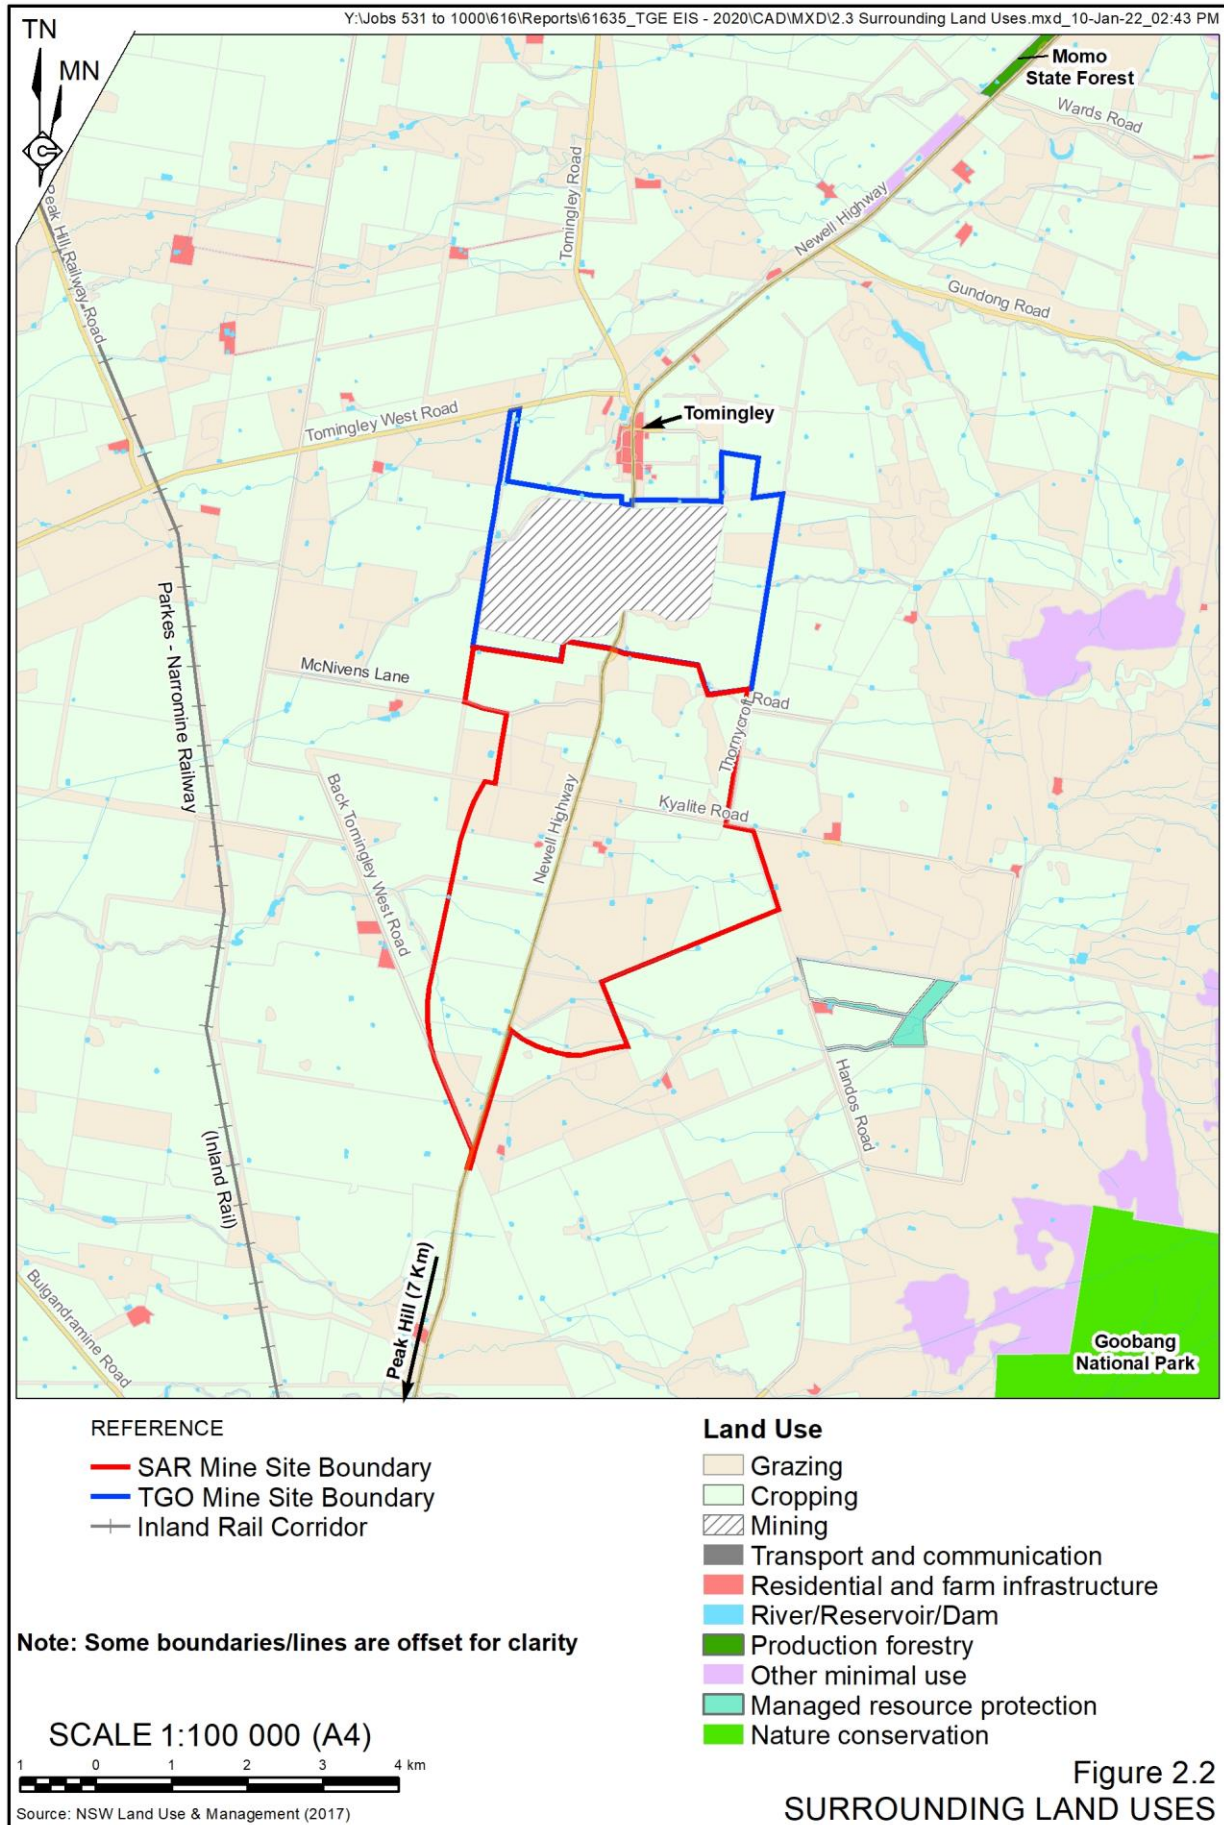 Y:\Jobs 531 to 1000\616\Reports\61635_TGE EIS - 2020\CAD\MXD\2.3 Surrounding Land Uses.mxd_10-Jan-22_02:43 PM
TN
MN
Momo
State Forest
Wards Road
Tomingley Road
Newell Highway
Peak Hill Railway Road
Gundong Road
Tomingley West Road
Tomingley
Parkes - Narromine Railway
McNivens Lane
Thornycroft Road
Back Tomingley West Road
Newell Highway
Kyalite Road
Handos Road
(Inland Rail)
Bulgandramine Road
Peak Hill (7 Km)
Goobang
National Park
REFERENCE
SAR Mine Site Boundary
TGO Mine Site Boundary
Inland Rail Corridor
Note: Some boundaries/lines are offset for clarity
SCALE 1:100 000 (A4)
1 0 1 2 3 4 km
Source: NSW Land Use & Management (2017)
Land Use
Grazing
Cropping
Mining
Transport and communication
Residential and farm infrastructure
River/Reservoir/Dam
Production forestry
Other minimal use
Managed resource protection
Nature conservation
Figure 2.2
SURROUNDING LAND USES